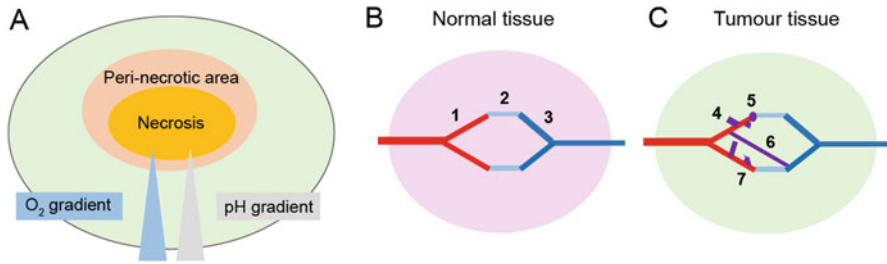 A
Peri-necrotic area
Necrosis
O₂ gradient
pH gradient
B
Normal tissue
1
2
3
C
Tumour tissue
4
5
6
7